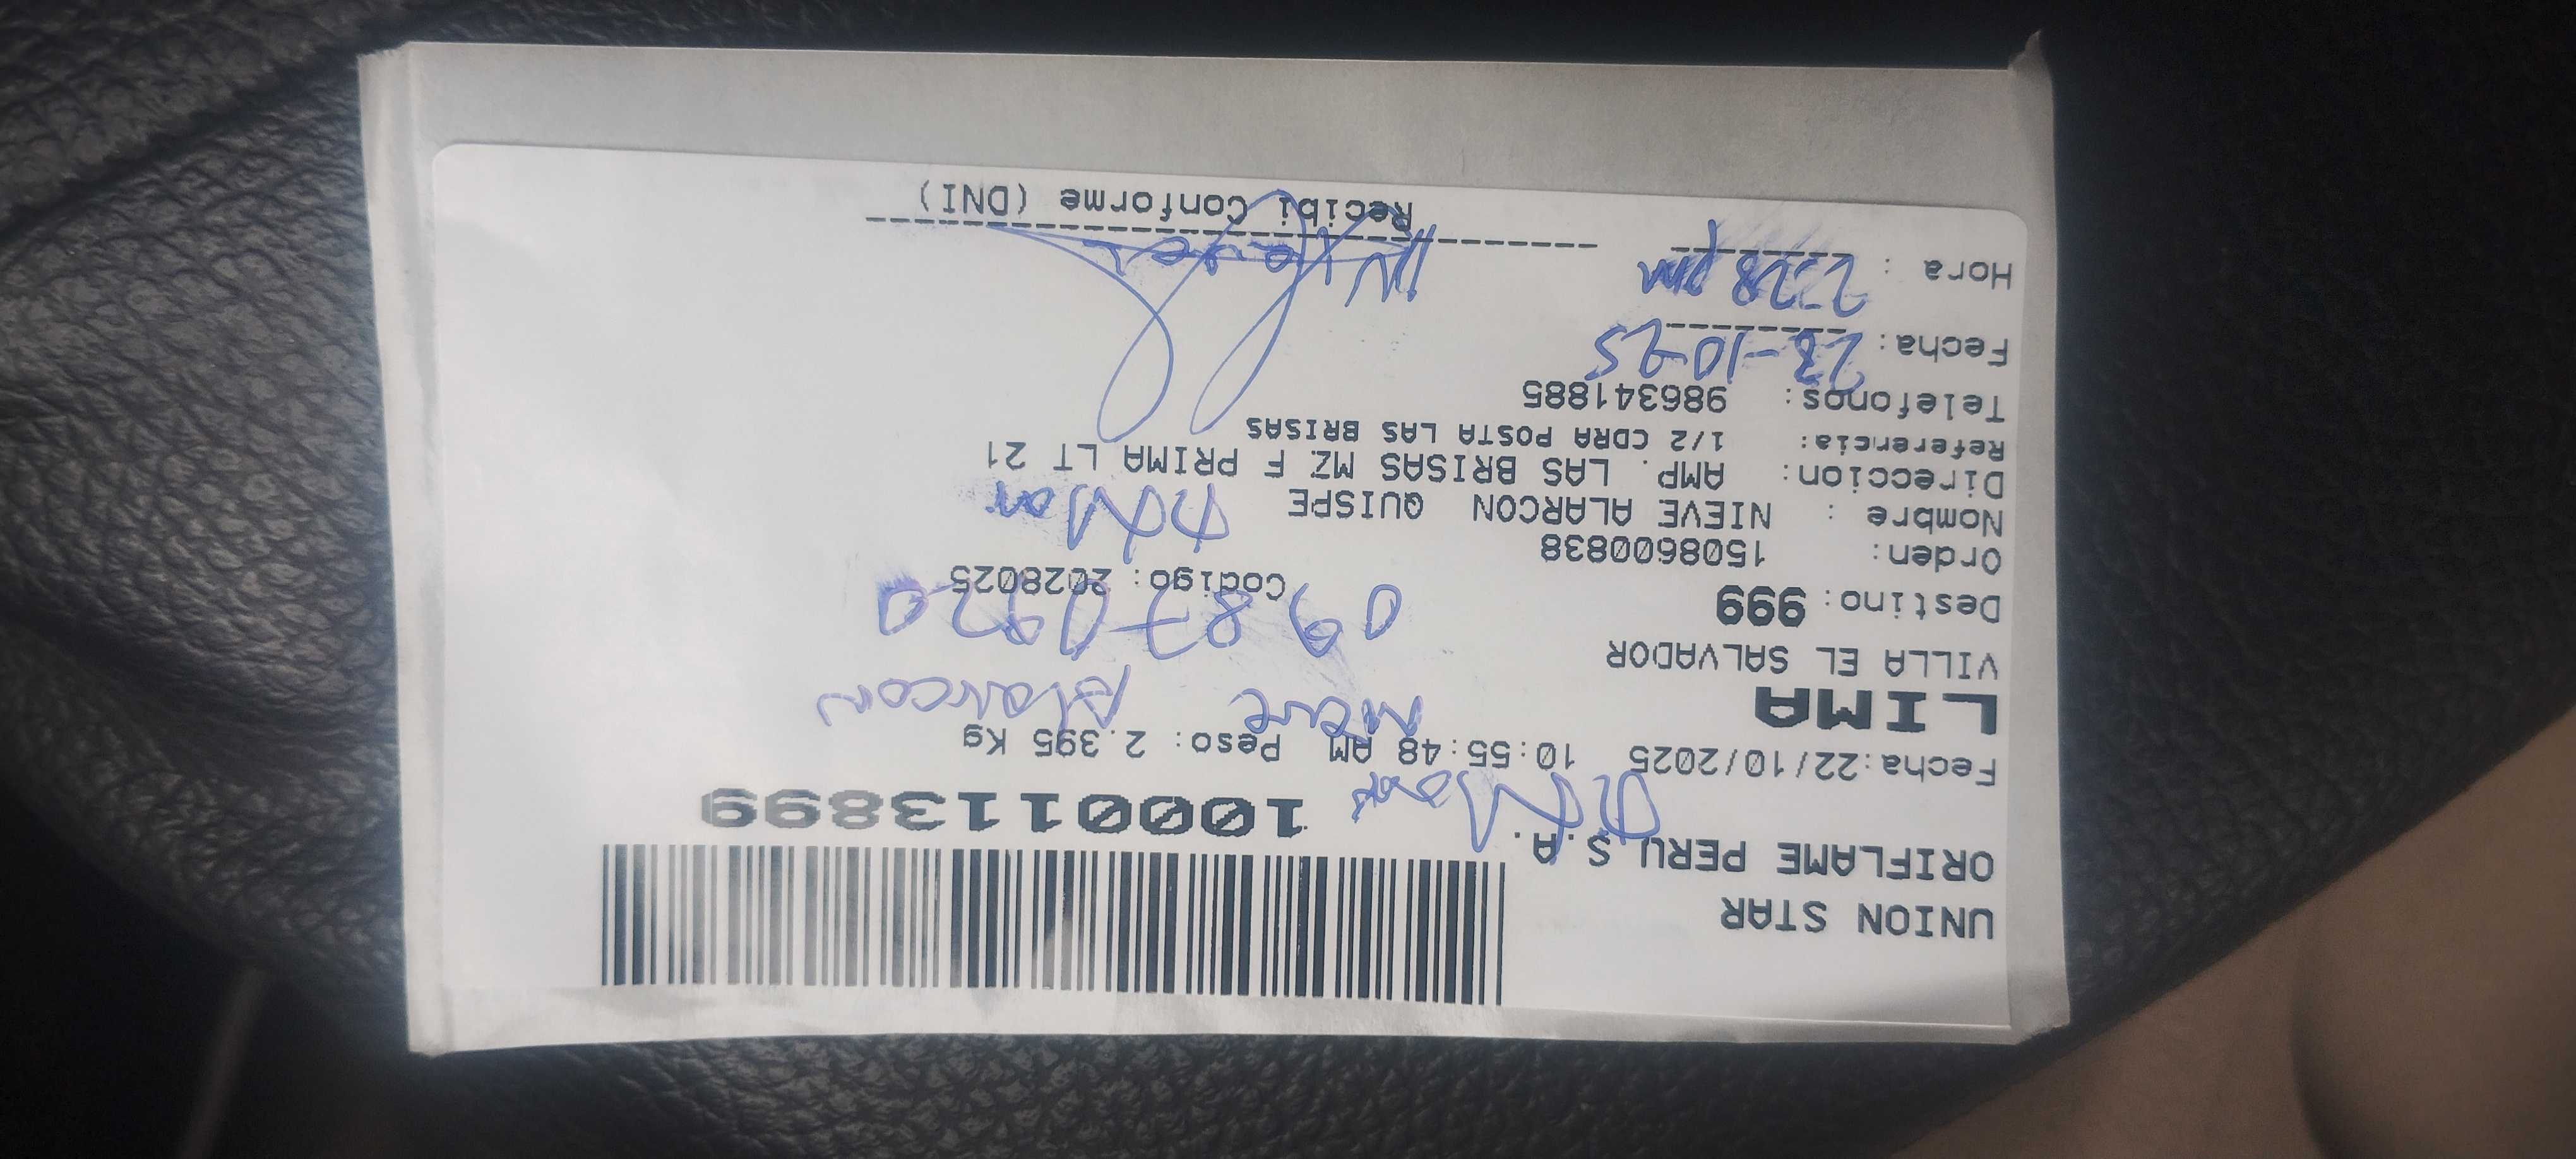 UNION STAR
ORIFLAME PERU S.A.
1000113899
Fecha:22/10/2025 10:55:48 AM Peso: 2.395 Kg
LIMA
Nieve Alarcon
VILLA EL SALVADOR
Destino: 999
Codigo: 2028025
Orden: 1508600838
Nombre : NIEVE ALARCON QUISPE
Direccion: AMP. LAS BRISAS MZ F PRIMA LT 21
Referencia: 1/2 CDRA POSTA LAS BRISAS
Telefonos: 986341885
Fecha: 23-10-25
Hora : 2:28 pm
Recibi Conforme (DNI)